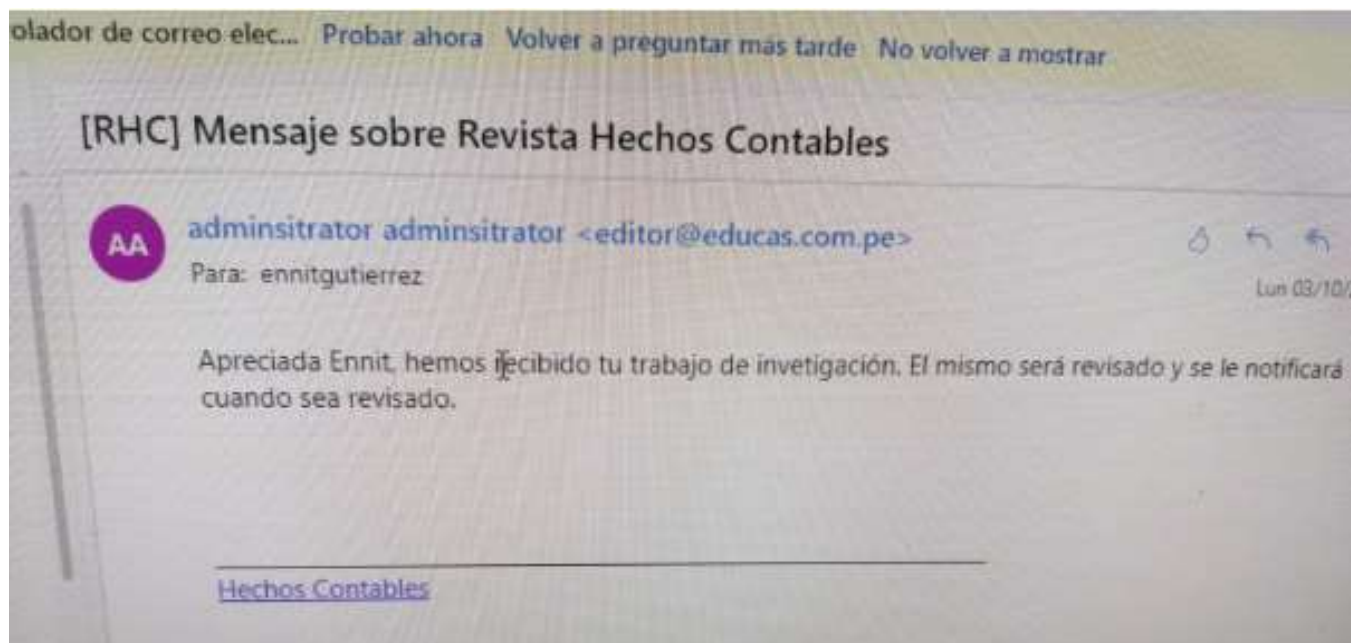 olador de correo elec... Probar ahora Volver a preguntar más tarde No volver a mostrar
[RHC] Mensaje sobre Revista Hechos Contables
AA
adminsitrator adminsitrator <editor@educas.com.pe>
Para: ennitgutierrez
Lun 03/10/
Apreciada Ennit, hemos recibido tu trabajo de invetigación. El mismo será revisado y se le notificará
cuando sea revisado.
Hechos Contables